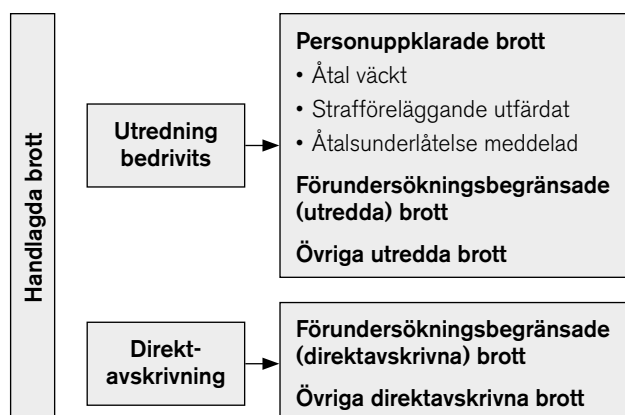 Handlagda brott
Utredning
bedrivits
Personuppklarade brott
• Åtal väckt
• Strafföreläggande utfärdat
• Åtalsunderlåtelse meddelad
Förundersökningsbegränsade
(utredda) brott
Övriga utredda brott
Direkt-
avskrivning
Förundersökningsbegränsade
(direktavskrivna) brott
Övriga direktavskrivna brott